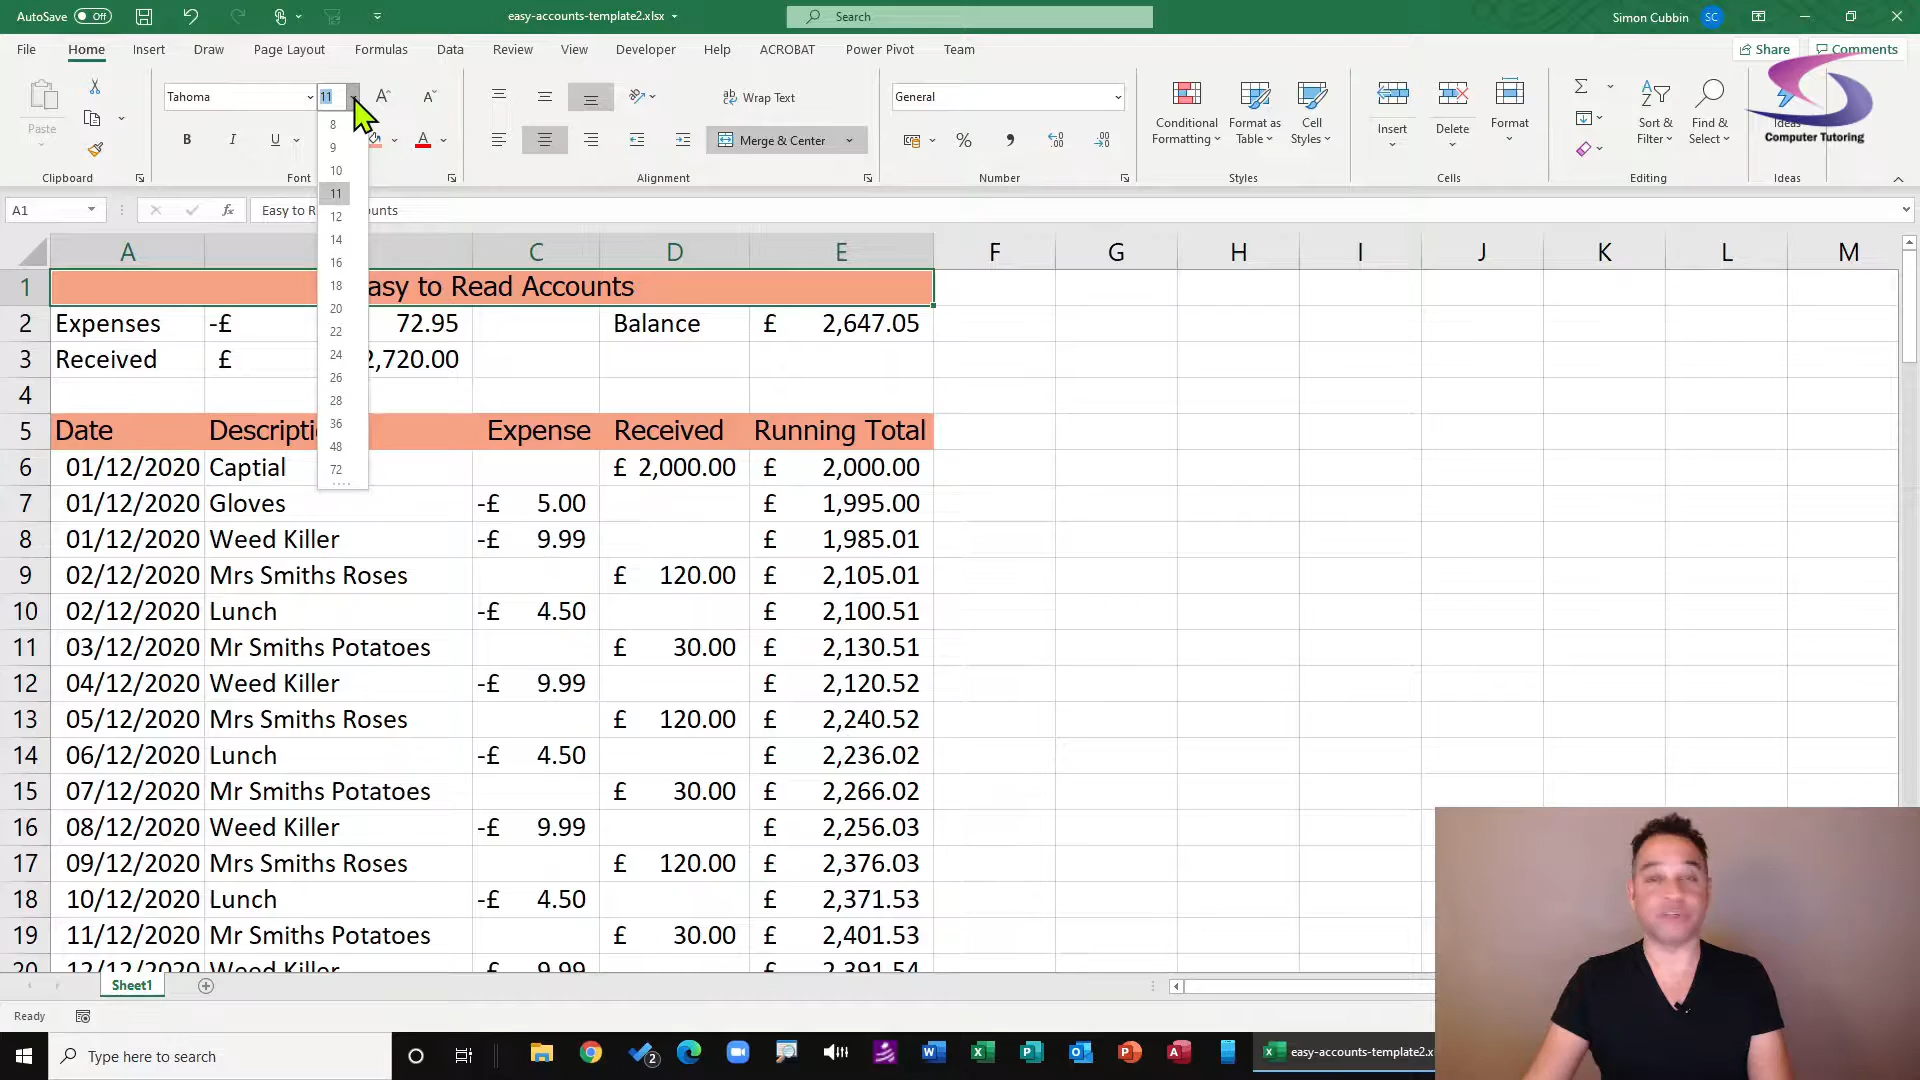 AutoSave Off
easy-accounts-template2.xlsx
Search
Simon Cubbin SC
File Home Insert Draw Page Layout Formulas Data Review View Developer Help ACROBAT Power Pivot Team
Share Comments
Paste
Clipboard
Tahoma 11
B I U A
Font
Wrap Text
Merge & Center
Alignment
General
%
Number
Conditional Formatting
Format as Table
Cell Styles
Styles
Insert Delete Format
Cells
Sort & Filter
Find & Select
Editing
Ideas
Ideas
Computer Tutoring
8
9
10
11
12
14
16
18
20
22
24
26
28
36
48
72
A1 fx Easy to R
A C D E F G H I J K L M
1 asy to Read Accounts
2 Expenses -£ 72.95 Balance £ 2,647.05
3 Received £ 2,720.00
4
5 Date Descripti Expense Received Running Total
6 01/12/2020 Captial £ 2,000.00 £ 2,000.00
7 01/12/2020 Gloves -£ 5.00 £ 1,995.00
8 01/12/2020 Weed Killer -£ 9.99 £ 1,985.01
9 02/12/2020 Mrs Smiths Roses £ 120.00 £ 2,105.01
10 02/12/2020 Lunch -£ 4.50 £ 2,100.51
11 03/12/2020 Mr Smiths Potatoes £ 30.00 £ 2,130.51
12 04/12/2020 Weed Killer -£ 9.99 £ 2,120.52
13 05/12/2020 Mrs Smiths Roses £ 120.00 £ 2,240.52
14 06/12/2020 Lunch -£ 4.50 £ 2,236.02
15 07/12/2020 Mr Smiths Potatoes £ 30.00 £ 2,266.02
16 08/12/2020 Weed Killer -£ 9.99 £ 2,256.03
17 09/12/2020 Mrs Smiths Roses £ 120.00 £ 2,376.03
18 10/12/2020 Lunch -£ 4.50 £ 2,371.53
19 11/12/2020 Mr Smiths Potatoes £ 30.00 £ 2,401.53
20 12/12/2020 Weed Killer -£ 9.99 £ 2,391.54
Sheet1
Ready
Type here to search
2
easy-accounts-template2.x